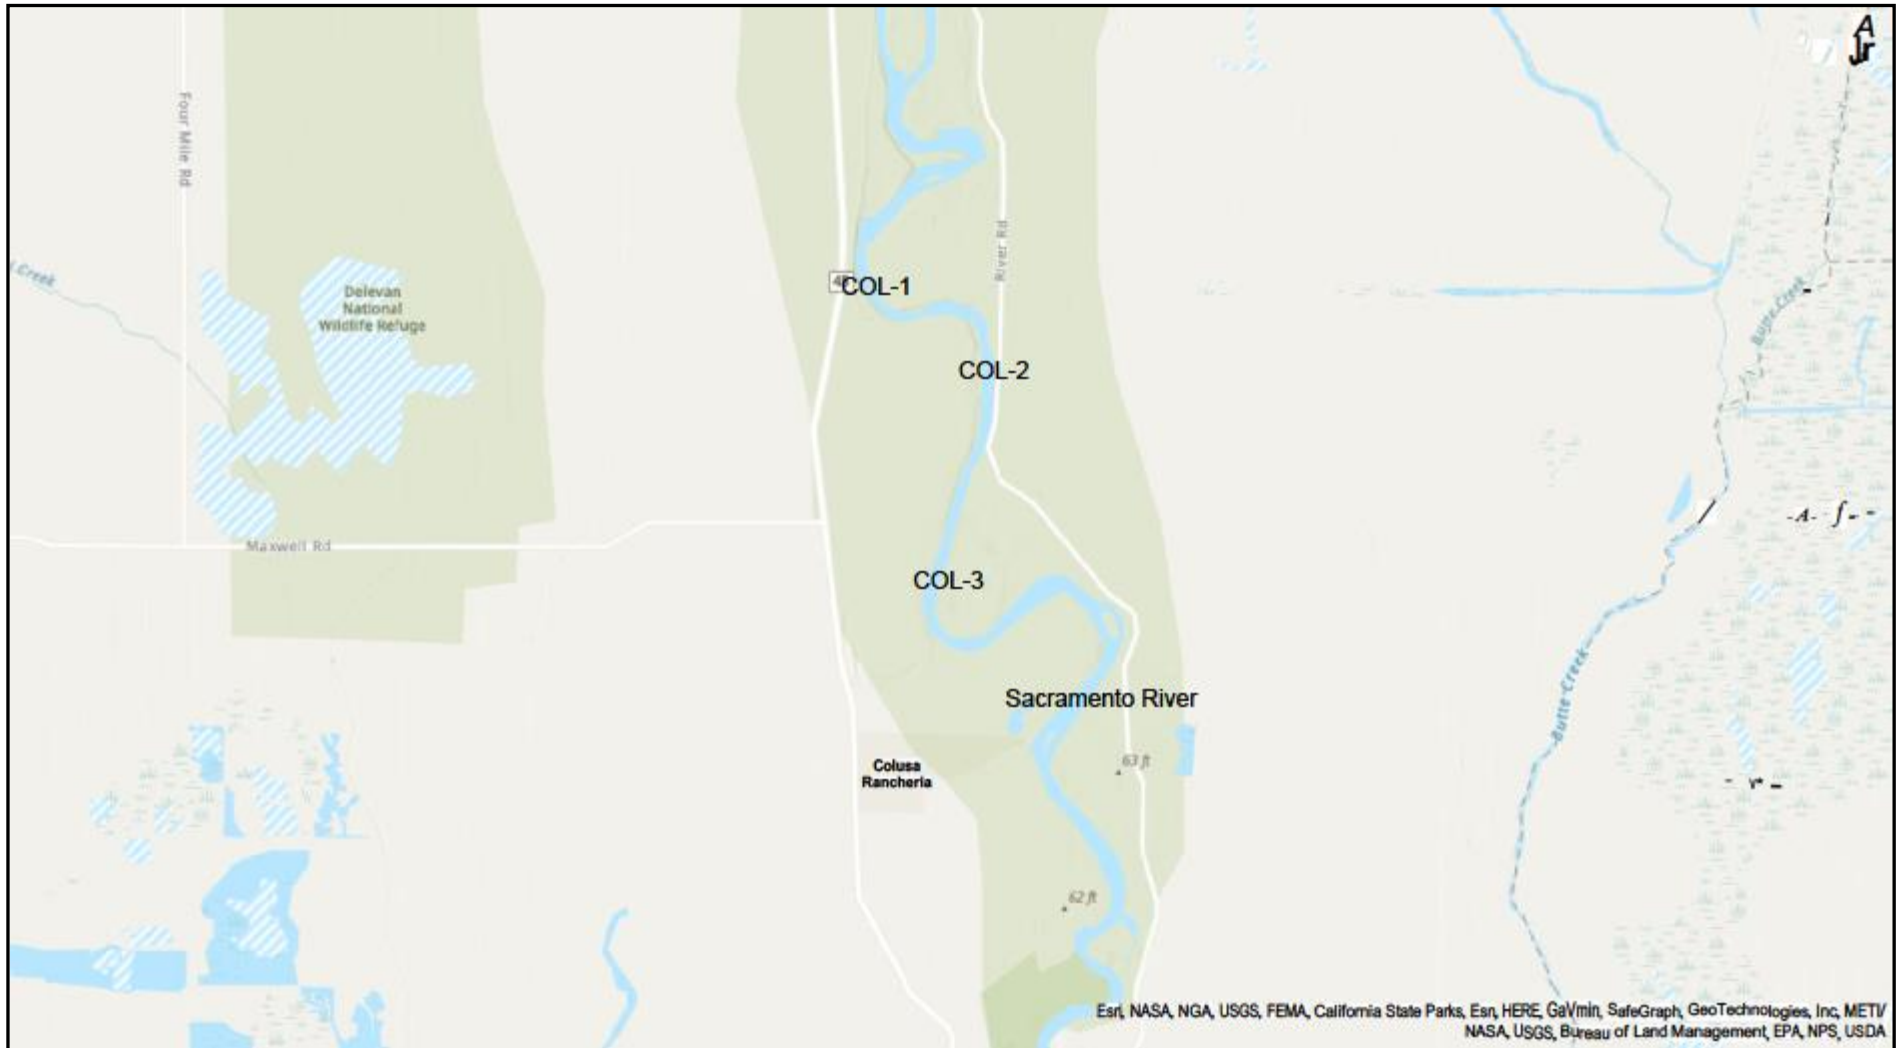 Four Mile Rd
Creek
Delevan
National
Wildlife Refuge
River Rd
COL-1
COL-2
Butte Creek
Maxwell Rd
COL-3
Sacramento River
Butte Creek
Colusa
Rancheria
63 ft
62 ft
Esri, NASA, NGA, USGS, FEMA, California State Parks, Esri, HERE, GaVmin, SafeGraph, GeoTechnologies, Inc, METI/
NASA, USGS, Bureau of Land Management, EPA, NPS, USDA